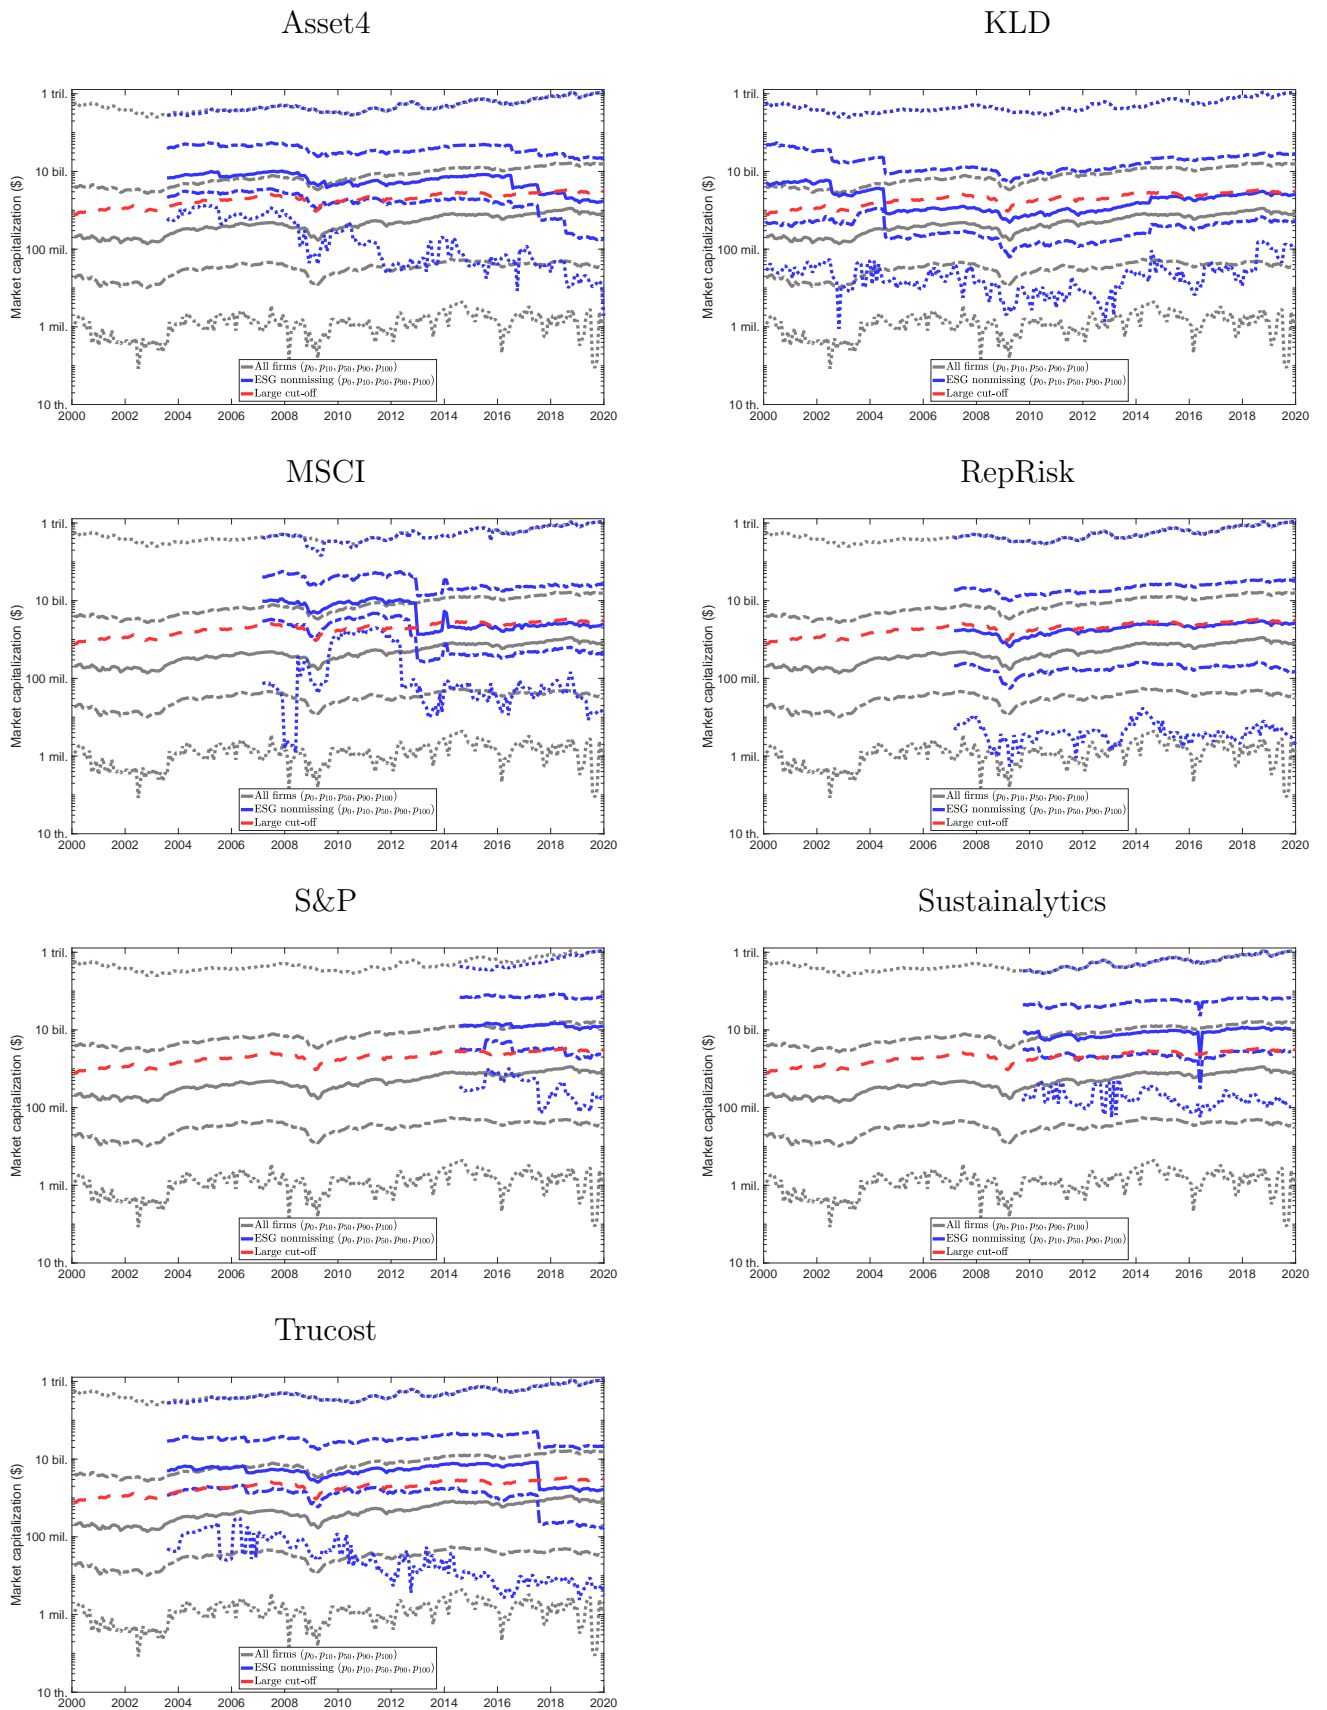 Asset4
Market capitalization ($)
1 tril.
10 bil.
100 mil.
1 mil.
10 th.
2000 2002 2004 2006 2008 2010 2012 2014 2016 2018 2020
All firms (p0, p10, p50, p90, p100)
ESG nonmissing (p0, p10, p50, p90, p100)
Large cut-off
KLD
Market capitalization ($)
1 tril.
10 bil.
100 mil.
1 mil.
10 th.
2000 2002 2004 2006 2008 2010 2012 2014 2016 2018 2020
All firms (p0, p10, p50, p90, p100)
ESG nonmissing (p0, p10, p50, p90, p100)
Large cut-off
MSCI
Market capitalization ($)
1 tril.
10 bil.
100 mil.
1 mil.
10 th.
2000 2002 2004 2006 2008 2010 2012 2014 2016 2018 2020
All firms (p0, p10, p50, p90, p100)
ESG nonmissing (p0, p10, p50, p90, p100)
Large cut-off
RepRisk
Market capitalization ($)
1 tril.
10 bil.
100 mil.
1 mil.
10 th.
2000 2002 2004 2006 2008 2010 2012 2014 2016 2018 2020
All firms (p0, p10, p50, p90, p100)
ESG nonmissing (p0, p10, p50, p90, p100)
Large cut-off
S&P
Market capitalization ($)
1 tril.
10 bil.
100 mil.
1 mil.
10 th.
2000 2002 2004 2006 2008 2010 2012 2014 2016 2018 2020
All firms (p0, p10, p50, p90, p100)
ESG nonmissing (p0, p10, p50, p90, p100)
Large cut-off
Sustainalytics
Market capitalization ($)
1 tril.
10 bil.
100 mil.
1 mil.
10 th.
2000 2002 2004 2006 2008 2010 2012 2014 2016 2018 2020
All firms (p0, p10, p50, p90, p100)
ESG nonmissing (p0, p10, p50, p90, p100)
Large cut-off
Trucost
Market capitalization ($)
1 tril.
10 bil.
100 mil.
1 mil.
10 th.
2000 2002 2004 2006 2008 2010 2012 2014 2016 2018 2020
All firms (p0, p10, p50, p90, p100)
ESG nonmissing (p0, p10, p50, p90, p100)
Large cut-off